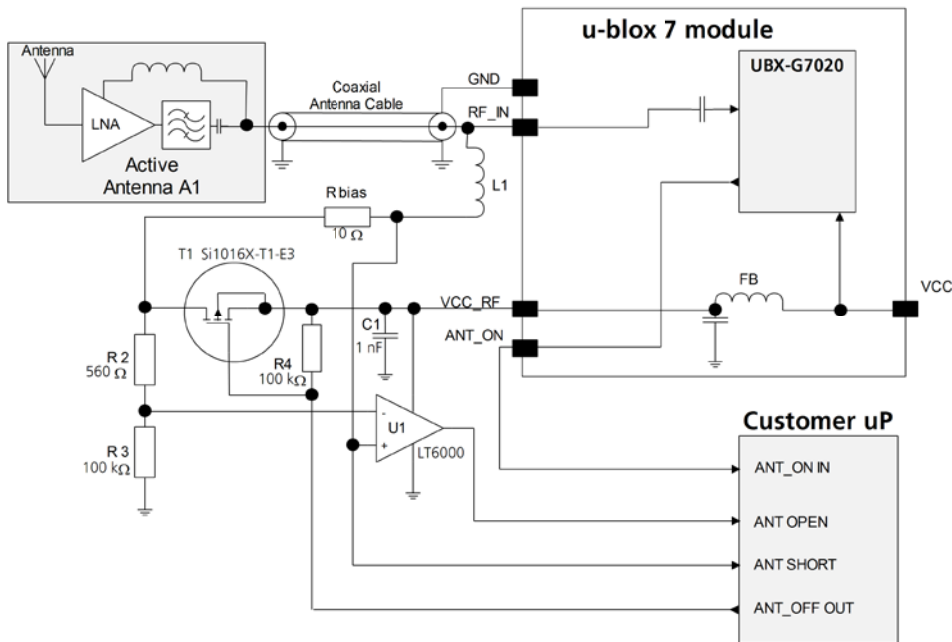 u-blox 7 module
UBX-G7020
Antenna
LNA
Active
Antenna A1
Coaxial
Antenna Cable
GND
RF_IN
L1
Rbias
10 Ω
T1 Si1016X-T1-E3
R2
560 Ω
R3
100 kΩ
R4
100 kΩ
C1
1 nF
VCC_RF
ANT_ON
FB
VCC
-
U1
+
LT6000
Customer uP
ANT_ON IN
ANT OPEN
ANT SHORT
ANT_OFF OUT